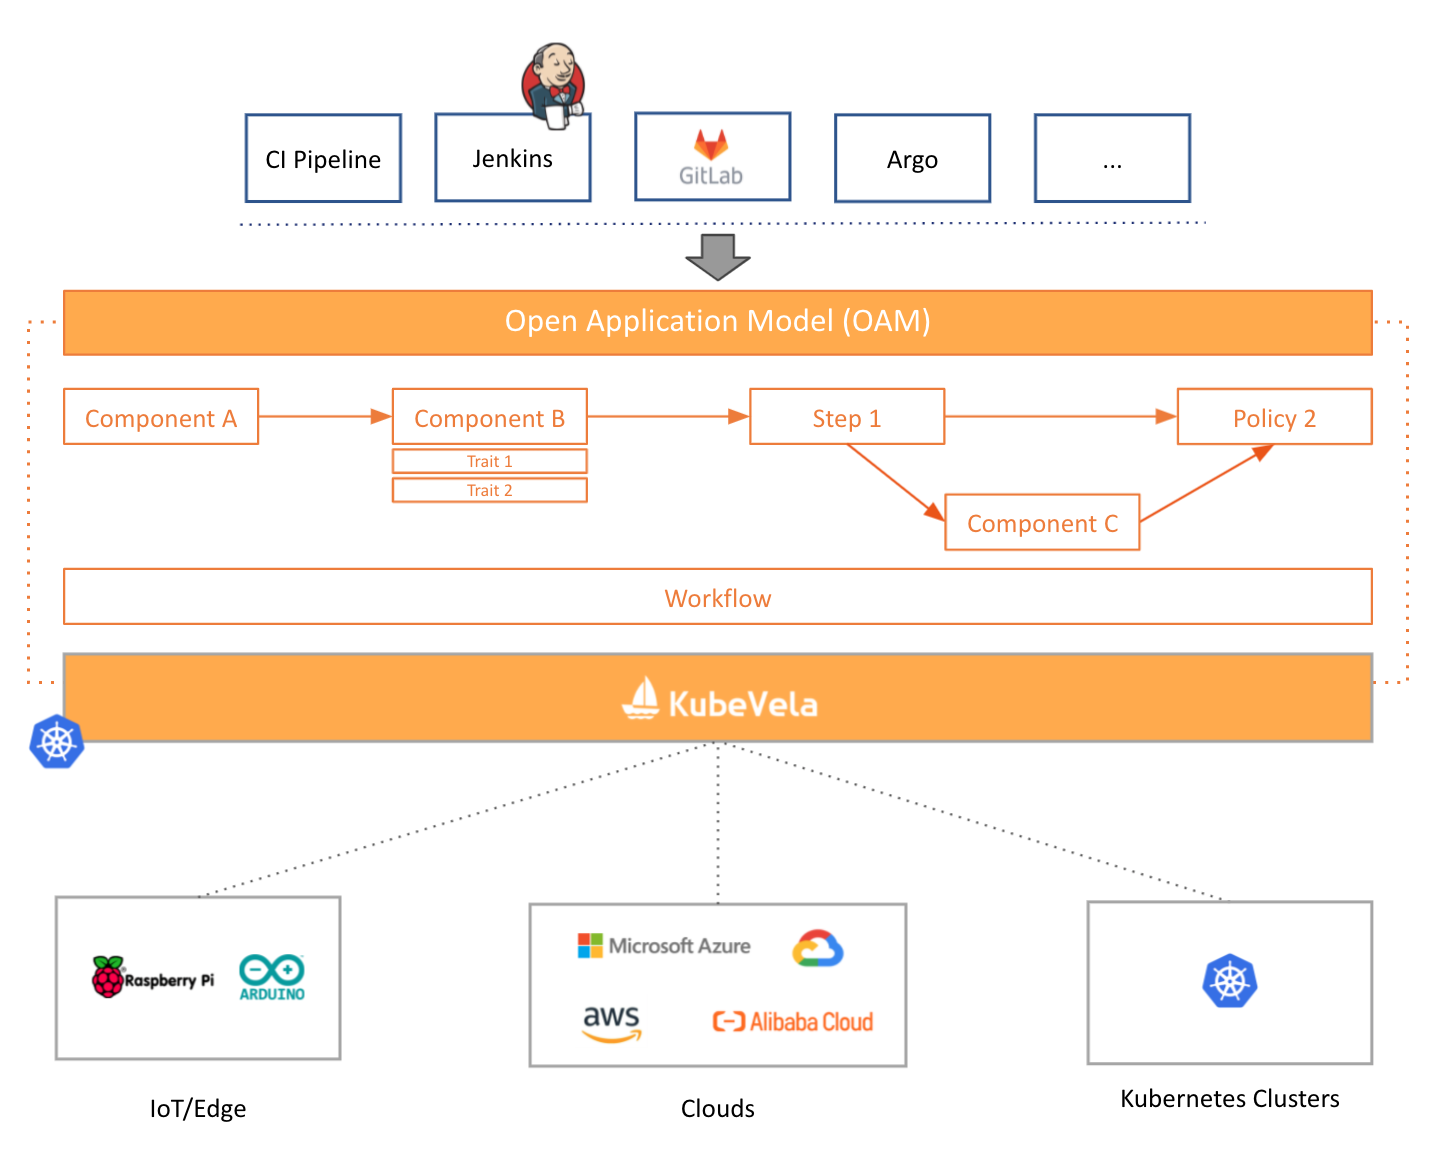 CI Pipeline
Jenkins
GitLab
Argo
...
Open Application Model (OAM)
Component A
Component B
Step 1
Policy 2
Trait 1
Trait 2
Component C
Workflow
KubeVela
Raspberry Pi
ARDUINO
Microsoft Azure
aws
Alibaba Cloud
IoT/Edge
Clouds
Kubernetes Clusters